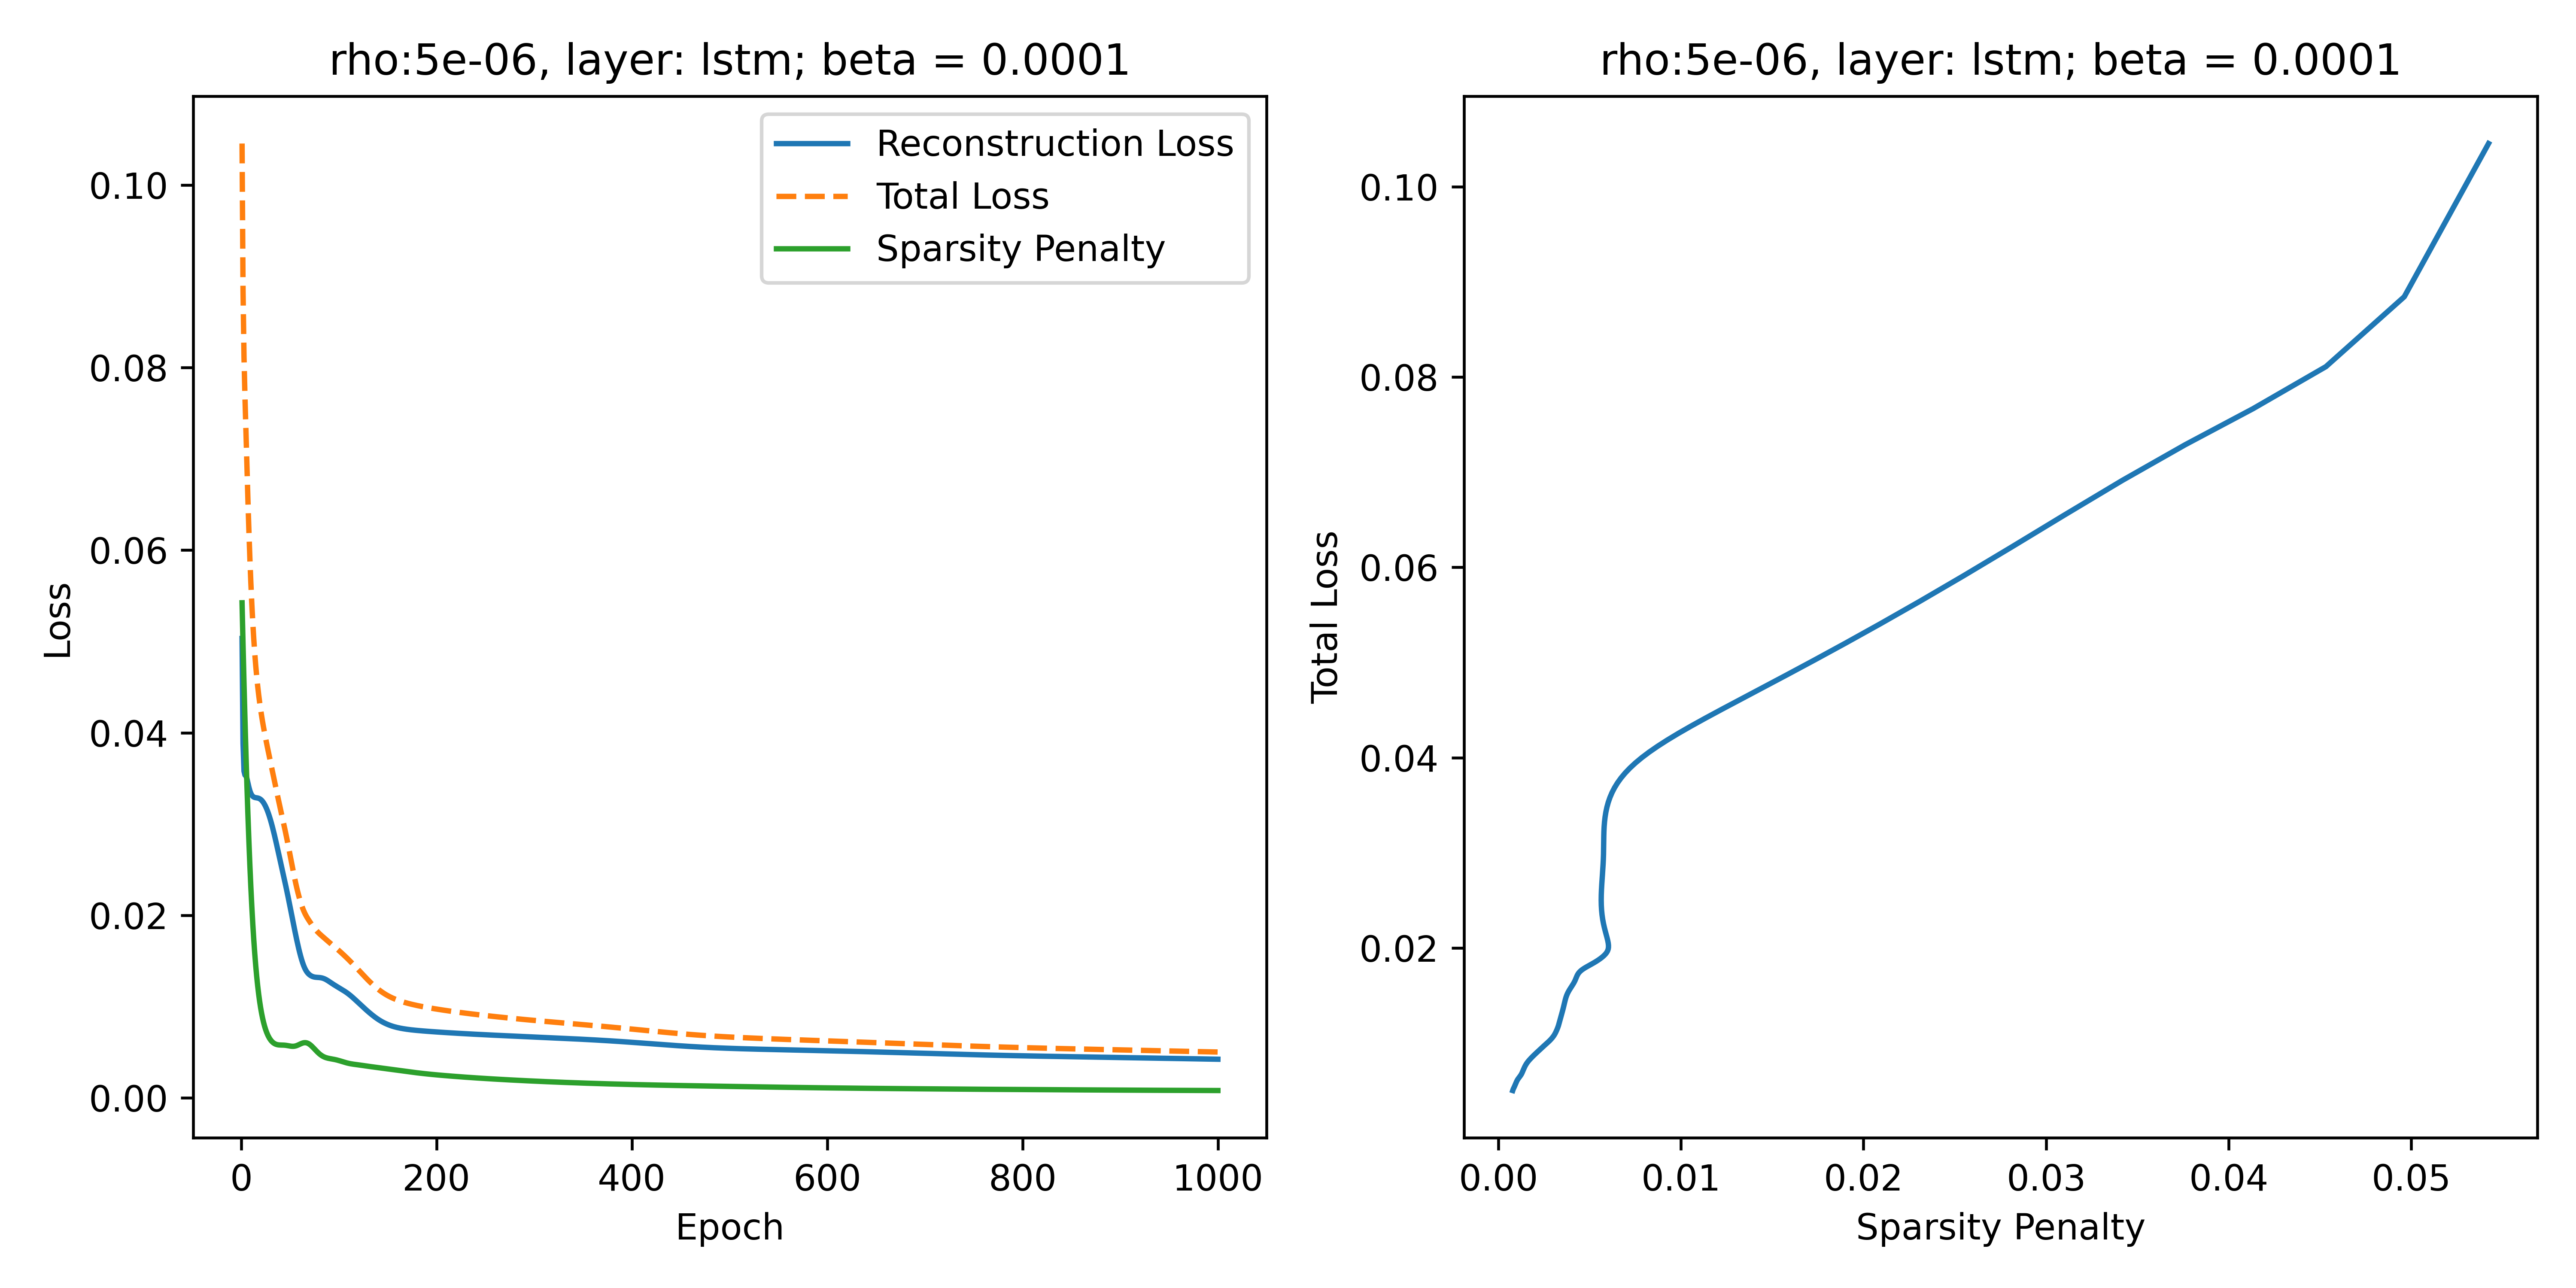 rho:5e-06, layer: lstm; beta = 0.0001
Reconstruction Loss
Total Loss
Sparsity Penalty
0.10
0.08
0.06
0.04
0.02
0.00
Loss
0
200
400
600
800
1000
Epoch
rho:5e-06, layer: lstm; beta = 0.0001
0.10
0.08
0.06
0.04
0.02
Total Loss
0.00
0.01
0.02
0.03
0.04
0.05
Sparsity Penalty